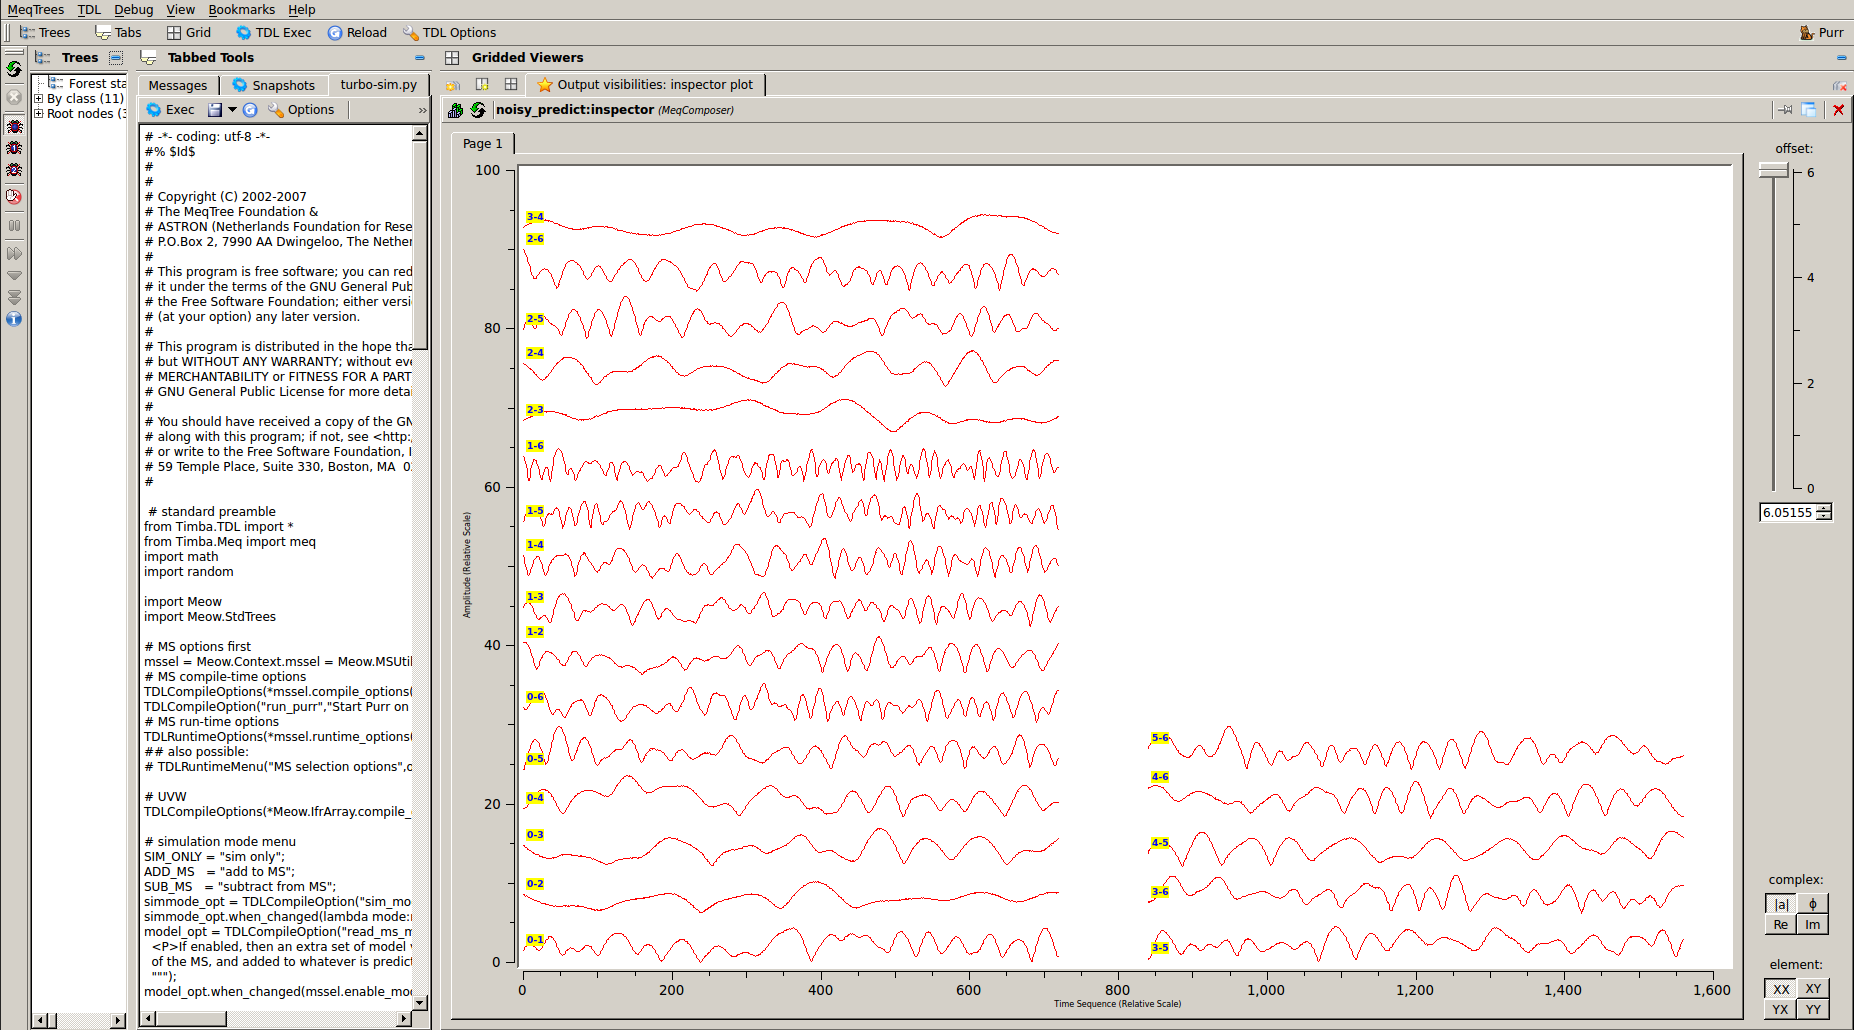 MeqTrees TDL Debug View Bookmarks Help
Trees Tabs Grid TDL Exec Reload TDL Options Purr
Trees Tabbed Tools Gridded Viewers
Forest sta
By class (11)
Root nodes (3
Messages Snapshots turbo-sim.py
Exec Options »
# -*- coding: utf-8 -*-
#% $Id$
#
#
# Copyright (C) 2002-2007
# The MeqTree Foundation &
# ASTRON (Netherlands Foundation for Rese
# P.O.Box 2, 7990 AA Dwingeloo, The Nether
#
# This program is free software; you can red
# it under the terms of the GNU General Pub
# the Free Software Foundation; either versi
# (at your option) any later version.
#
# This program is distributed in the hope tha
# but WITHOUT ANY WARRANTY; without eve
# MERCHANTABILITY or FITNESS FOR A PART
# GNU General Public License for more detai
#
# You should have received a copy of the GN
# along with this program; if not, see <http:
# or write to the Free Software Foundation, I
# 59 Temple Place, Suite 330, Boston, MA 0
#
# standard preamble
from Timba.TDL import *
from Timba.Meq import meq
import math
import random
import Meow
import Meow.StdTrees
# MS options first
mssel = Meow.Context.mssel = Meow.MSUtil
# MS compile-time options
TDLCompileOptions(*mssel.compile_options(
TDLCompileOption("run_purr","Start Purr on
# MS run-time options
TDLRuntimeOptions(*mssel.runtime_options(
## also possible:
# TDLRuntimeMenu("MS selection options",o
# UVW
TDLCompileOptions(*Meow.IfrArray.compile_
# simulation mode menu
SIM_ONLY = "sim only";
ADD_MS = "add to MS";
SUB_MS = "subtract from MS";
simmode_opt = TDLCompileOption("sim_mo
simmode_opt.when_changed(lambda mode:
model_opt = TDLCompileOption("read_ms_m
<P>If enabled, then an extra set of model
of the MS, and added to whatever is predict
""");
model_opt.when_changed(mssel.enable_mo
Output visibilities: inspector plot
noisy_predict:inspector (MeqComposer)
Page 1
100
80
60
40
20
0
Amplitude (Relative Scale)
3-4
2-6
2-5
2-4
2-3
1-6
1-5
1-4
1-3
1-2
0-6
0-5
0-4
0-3
0-2
0-1
5-6
4-6
4-5
3-6
3-5
0 200 400 600 800 1,000 1,200 1,400 1,600
Time Sequence (Relative Scale)
offset:
6
4
2
0
6.05155
complex:
|a| ϕ
Re Im
element:
XX XY
YX YY